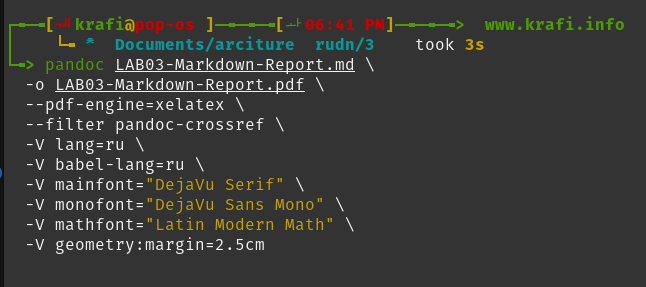 [krafi@pop-os ][06:41 PM] www.krafi.info
* Documents/arciture rudn/3 took 3s
> pandoc LAB03-Markdown-Report.md \
-o LAB03-Markdown-Report.pdf \
--pdf-engine=xelatex \
--filter pandoc-crossref \
-V lang=ru \
-V babel-lang=ru \
-V mainfont="DejaVu Serif" \
-V monofont="DejaVu Sans Mono" \
-V mathfont="Latin Modern Math" \
-V geometry:margin=2.5cm